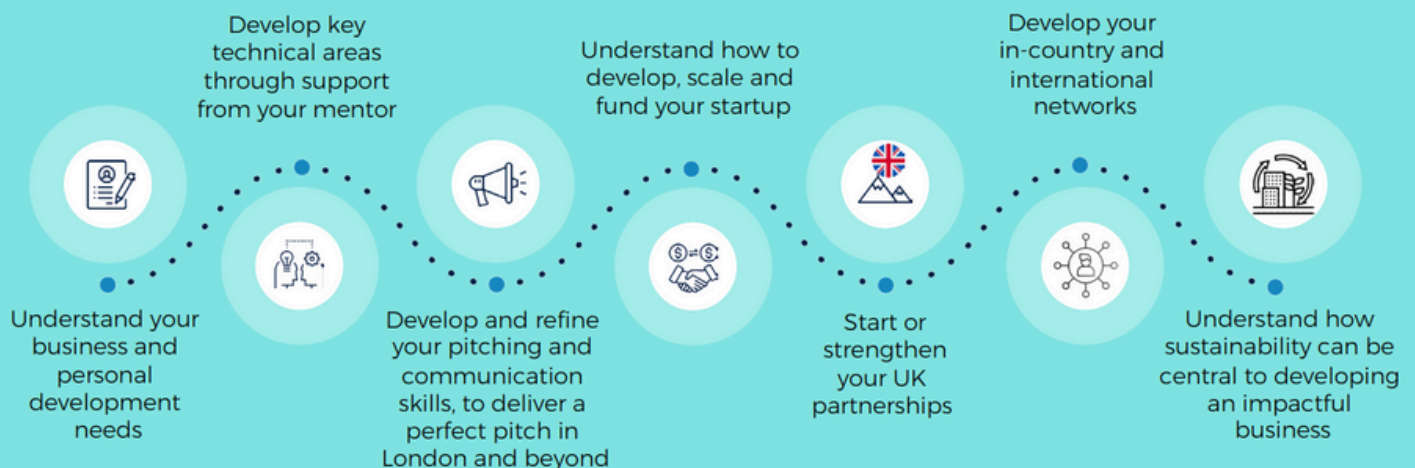 Understand your
business and
personal
development
needs
Develop key
technical areas
through support
from your mentor
Develop and refine
your pitching and
communication
skills, to deliver a
perfect pitch in
London and beyond
Understand how to
develop, scale and
fund your startup
Start or
strengthen
your UK
partnerships
Develop your
in-country and
international
networks
Understand how
sustainability can be
central to developing
an impactful
business